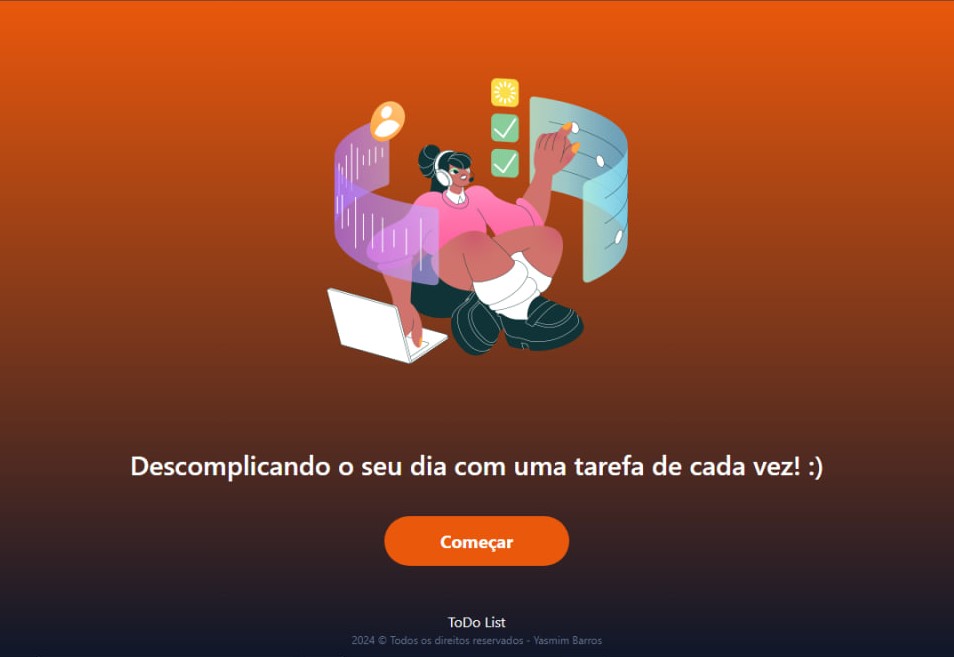 Descomplicando o seu dia com uma tarefa de cada vez! :)
Começar
ToDo List
2024 © Todos os direitos reservados - Yasmim Barros